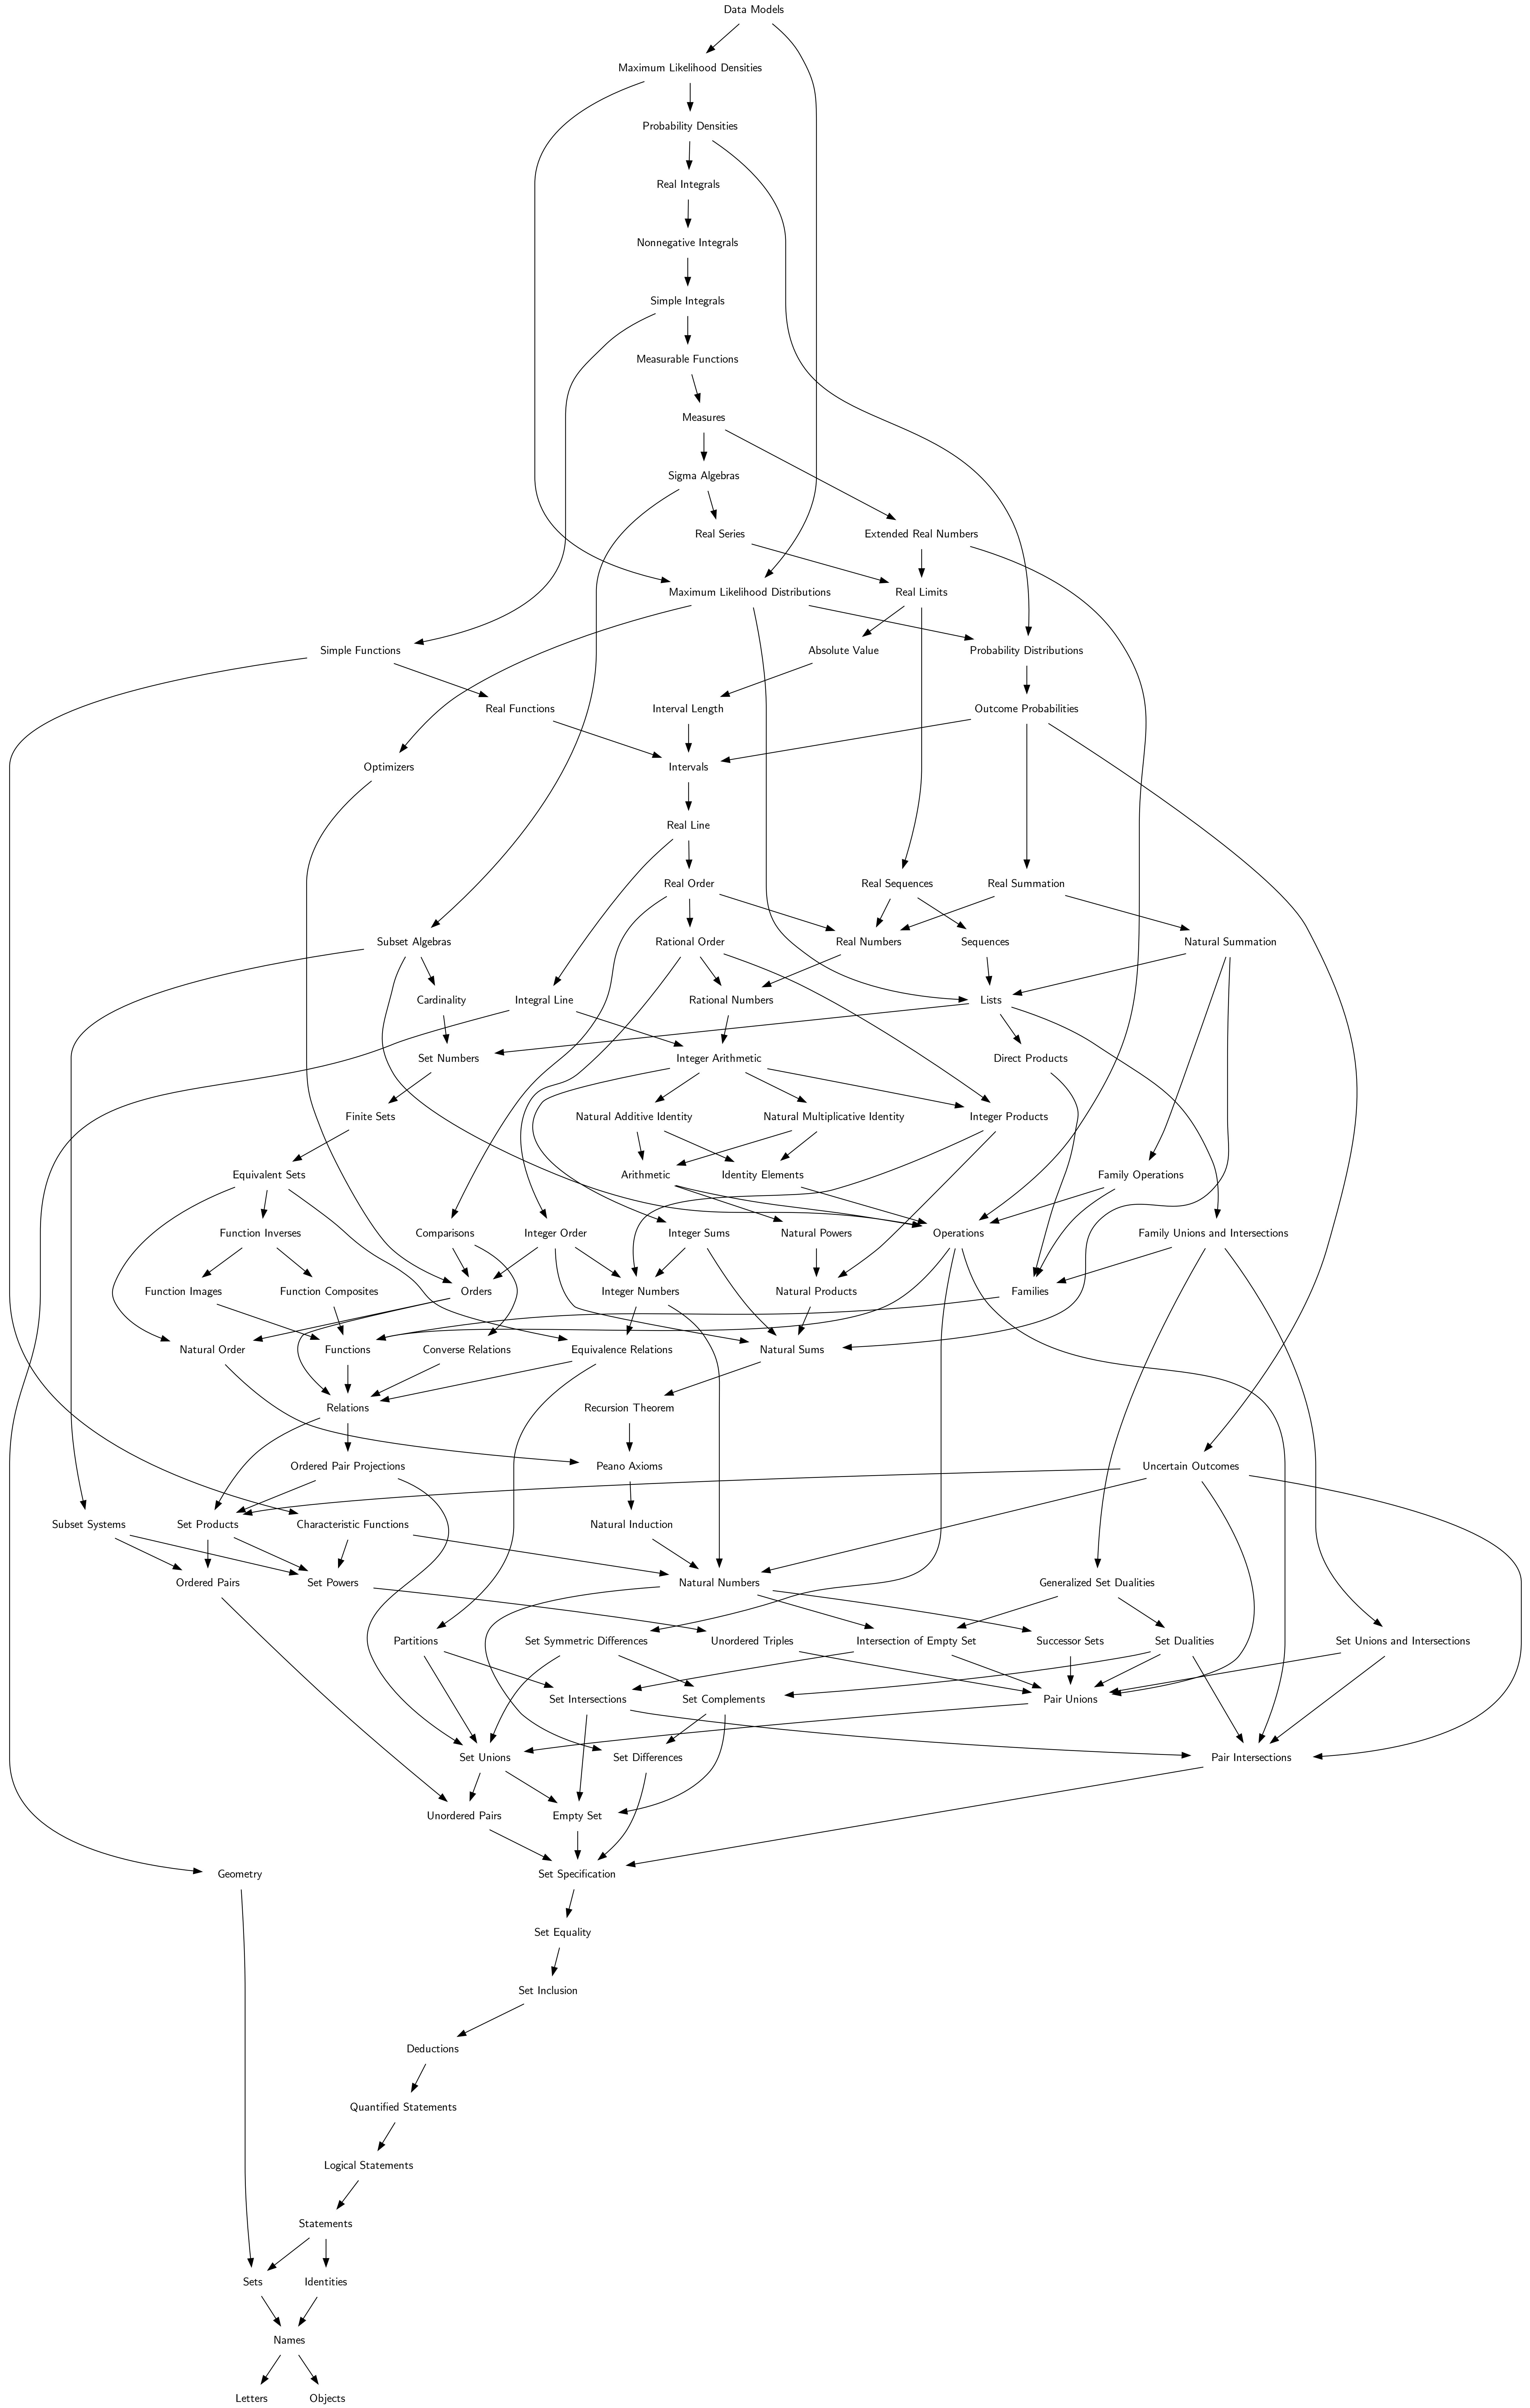 Data Models
Maximum Likelihood Densities
Probability Densities
Real Integrals
Nonnegative Integrals
Simple Integrals
Measurable Functions
Measures
Sigma Algebras
Real Series
Extended Real Numbers
Maximum Likelihood Distributions
Real Limits
Simple Functions
Absolute Value
Probability Distributions
Real Functions
Interval Length
Outcome Probabilities
Optimizers
Intervals
Real Line
Real Order
Real Sequences
Real Summation
Subset Algebras
Rational Order
Real Numbers
Sequences
Natural Summation
Cardinality
Integral Line
Rational Numbers
Lists
Set Numbers
Integer Arithmetic
Direct Products
Finite Sets
Natural Additive Identity
Natural Multiplicative Identity
Integer Products
Equivalent Sets
Arithmetic
Identity Elements
Family Operations
Function Inverses
Comparisons
Integer Order
Integer Sums
Natural Powers
Operations
Family Unions and Intersections
Function Images
Function Composites
Orders
Integer Numbers
Natural Products
Families
Natural Order
Functions
Converse Relations
Equivalence Relations
Natural Sums
Relations
Recursion Theorem
Ordered Pair Projections
Peano Axioms
Uncertain Outcomes
Subset Systems
Set Products
Characteristic Functions
Natural Induction
Ordered Pairs
Set Powers
Natural Numbers
Generalized Set Dualities
Partitions
Set Symmetric Differences
Unordered Triples
Intersection of Empty Set
Successor Sets
Set Dualities
Set Unions and Intersections
Set Intersections
Set Complements
Pair Unions
Set Unions
Set Differences
Pair Intersections
Unordered Pairs
Empty Set
Geometry
Set Specification
Set Equality
Set Inclusion
Deductions
Quantified Statements
Logical Statements
Statements
Sets
Identities
Names
Letters
Objects